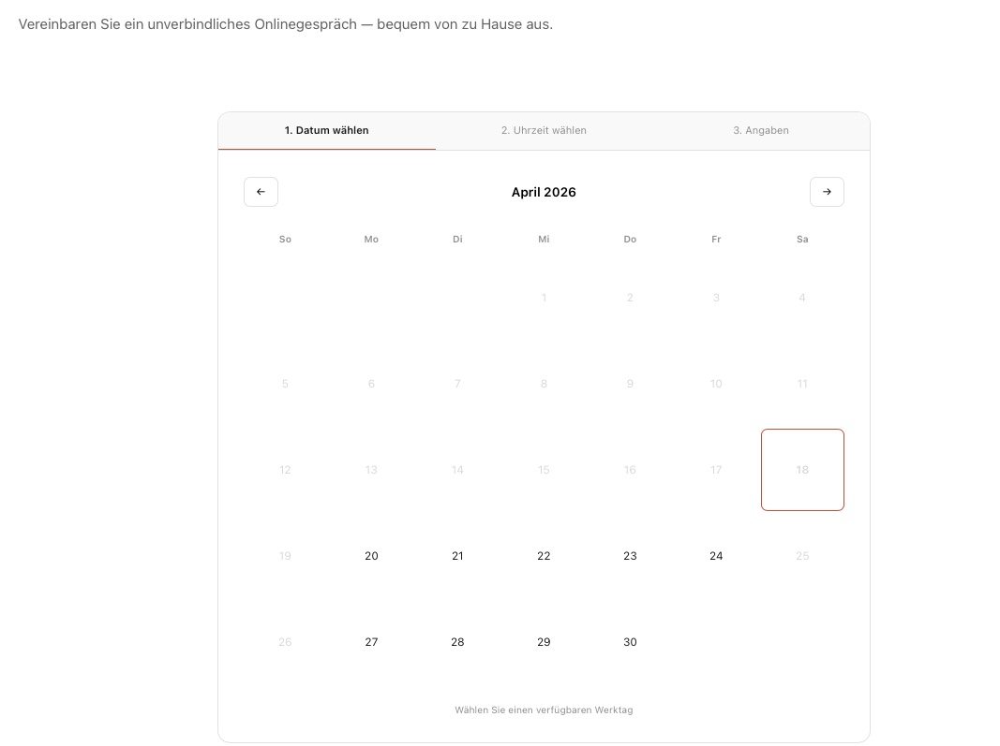 Vereinbaren Sie ein unverbindliches Onlinegespräch — bequem von zu Hause aus.
1. Datum wählen 2. Uhrzeit wählen 3. Angaben
← April 2026 →
So Mo Di Mi Do Fr Sa
1 2 3 4
5 6 7 8 9 10 11
12 13 14 15 16 17 18
19 20 21 22 23 24 25
26 27 28 29 30
Wählen Sie einen verfügbaren Werktag